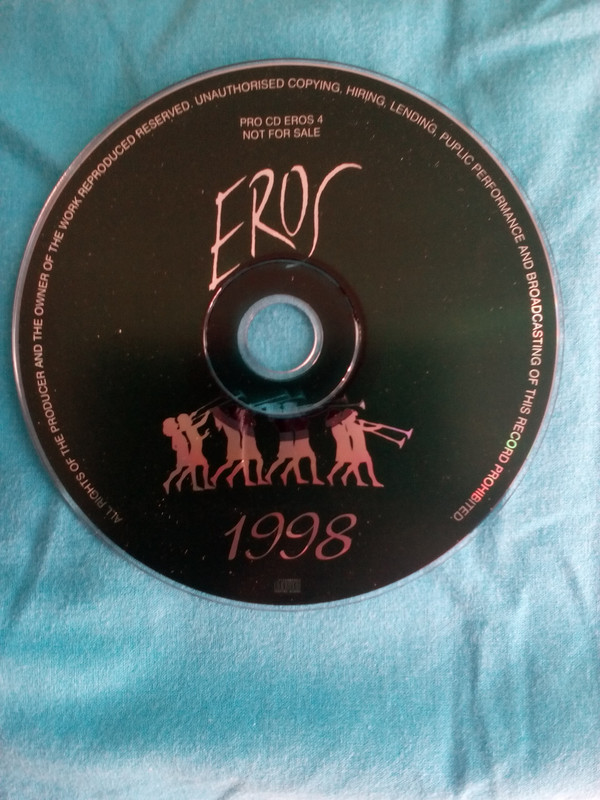 ALL RIGHTS OF THE PRODUCER AND THE OWNER OF THE WORK REPRODUCED RESERVED. UNAUTHORISED COPYING, HIRING, LENDING, PUPLIC PERFORMANCE AND BROADCASTING OF THIS RECORD PROHIBITED
PRO CD EROS 4
NOT FOR SALE
EROS
1998